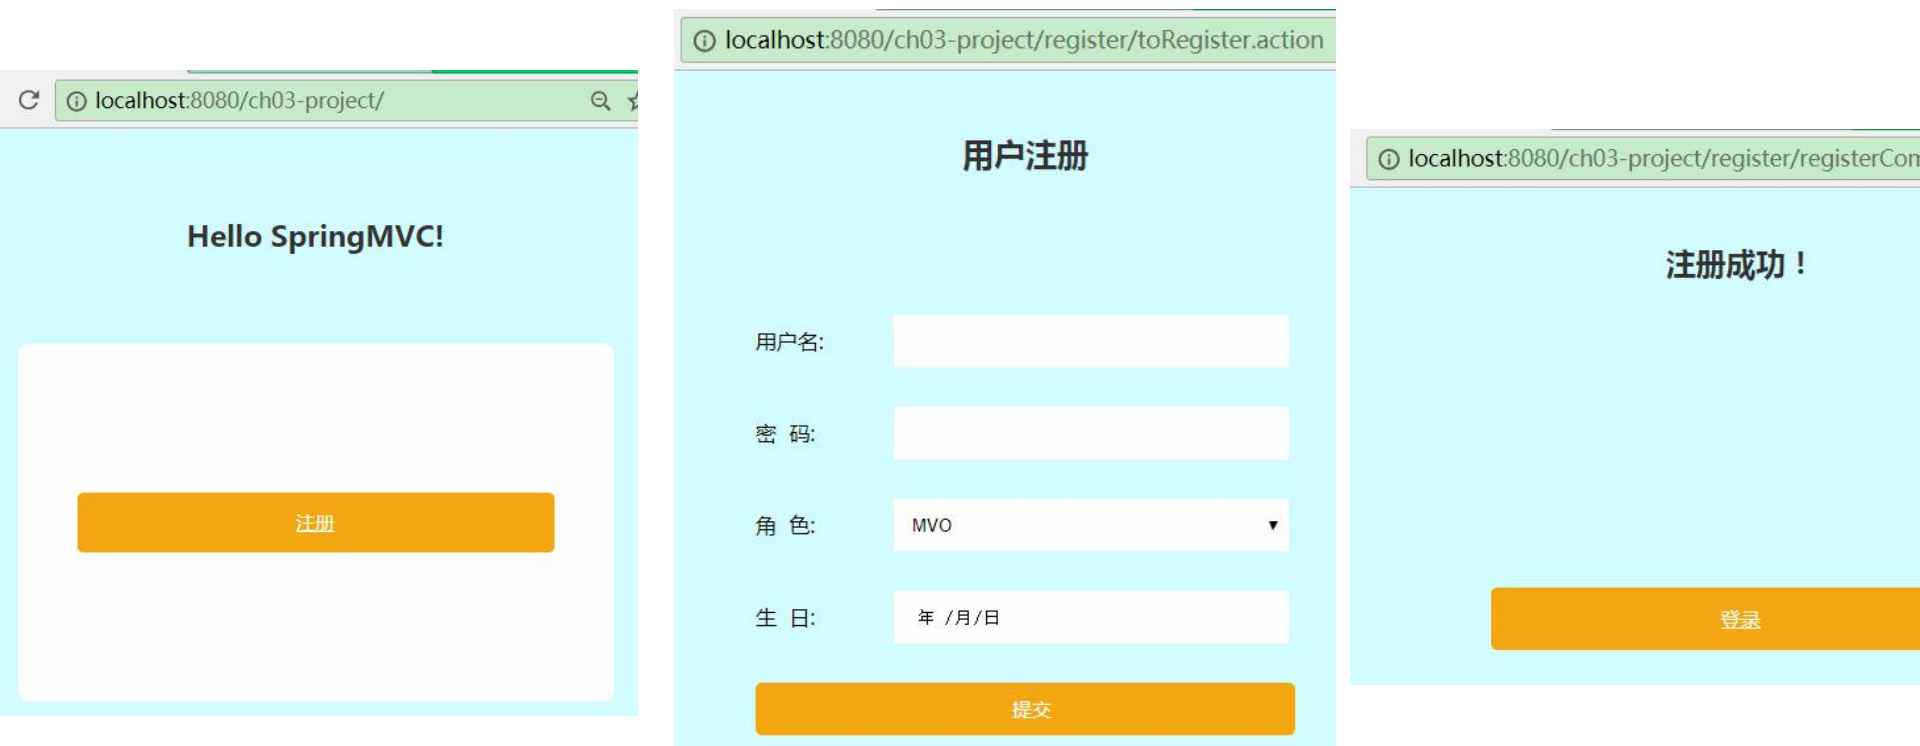 localhost:8080/ch03-project/
Hello SpringMVC!
注册
localhost:8080/ch03-project/register/toRegister.action
用户注册
用户名:
密 码:
角 色:
MVO
生 日:
年 /月/日
提交
localhost:8080/ch03-project/register/registerCom
注册成功！
登录